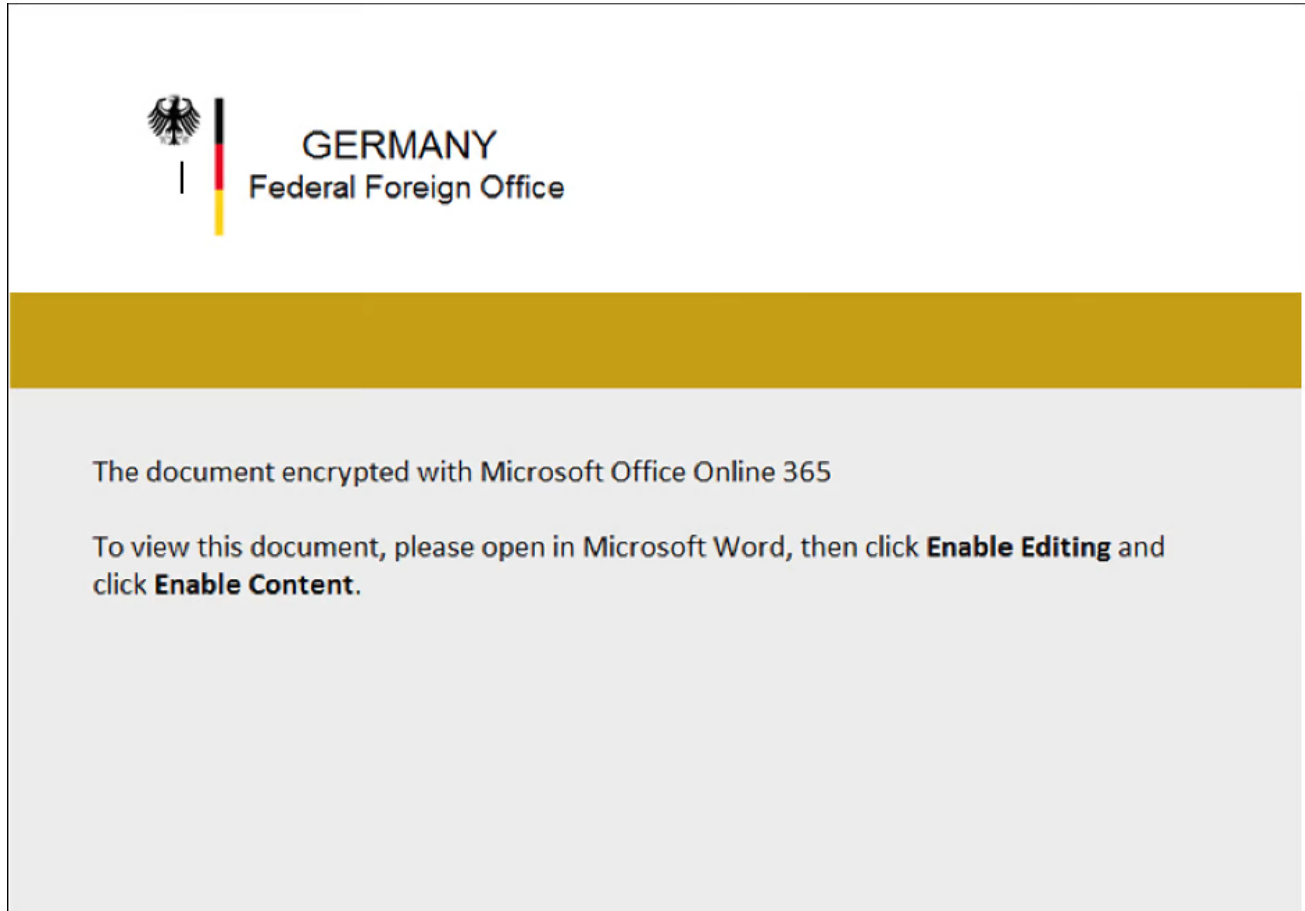 GERMANY
Federal Foreign Office
The document encrypted with Microsoft Office Online 365
To view this document, please open in Microsoft Word, then click Enable Editing and
click Enable Content.